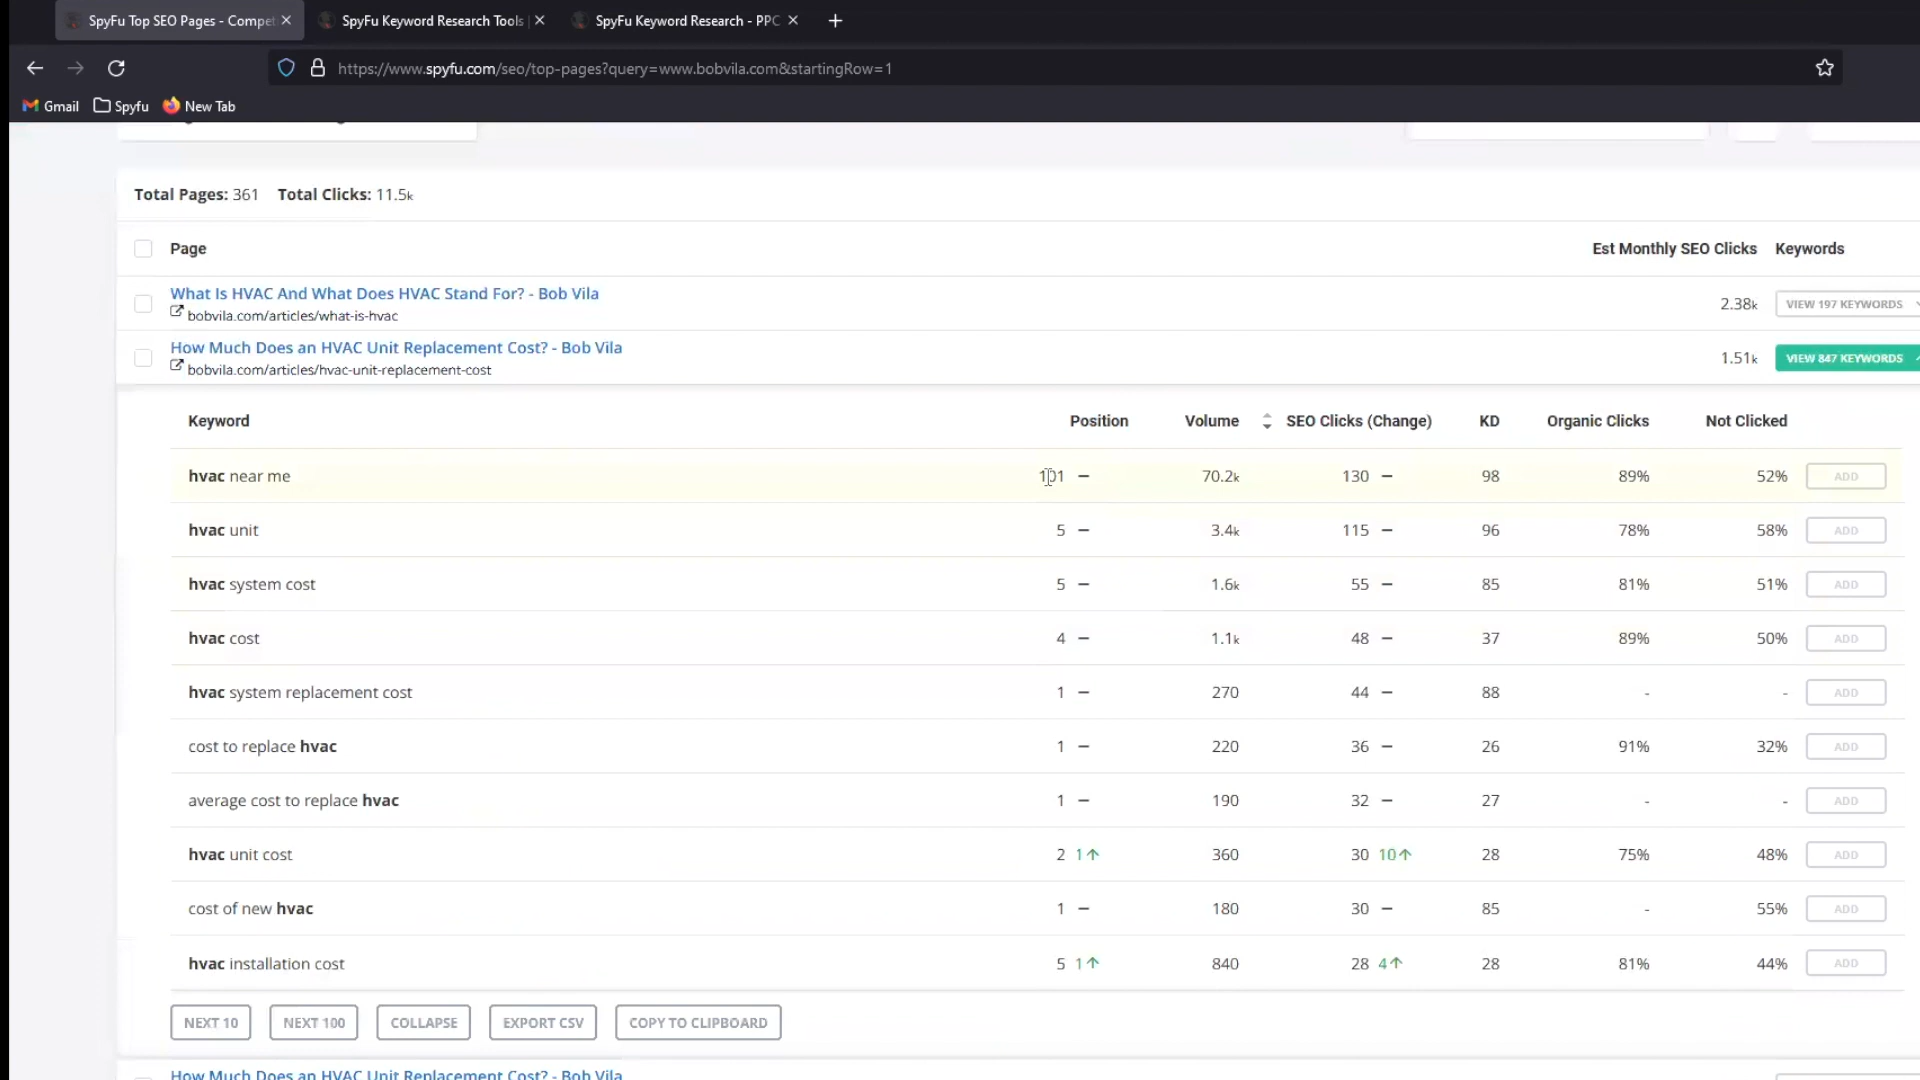 SpyFu Top SEO Pages - Compet
SpyFu Keyword Research Tools |
SpyFu Keyword Research - PPC
https://www.spyfu.com/seo/top-pages?query=www.bobvila.com&startingRow=1
Gmail Spyfu New Tab
Total Pages: 361 Total Clicks: 11.5k
Page Est Monthly SEO Clicks Keywords
What Is HVAC And What Does HVAC Stand For? - Bob Vila
bobvila.com/articles/what-is-hvac
2.38k VIEW 197 KEYWORDS
How Much Does an HVAC Unit Replacement Cost? - Bob Vila
bobvila.com/articles/hvac-unit-replacement-cost
1.51k VIEW 847 KEYWORDS
Keyword Position Volume SEO Clicks (Change) KD Organic Clicks Not Clicked
hvac near me 101 – 70.2k 130 – 98 89% 52% ADD
hvac unit 5 – 3.4k 115 – 96 78% 58% ADD
hvac system cost 5 – 1.6k 55 – 85 81% 51% ADD
hvac cost 4 – 1.1k 48 – 37 89% 50% ADD
hvac system replacement cost 1 – 270 44 – 88 - - ADD
cost to replace hvac 1 – 220 36 – 26 91% 32% ADD
average cost to replace hvac 1 – 190 32 – 27 - - ADD
hvac unit cost 2 1↑ 360 30 10↑ 28 75% 48% ADD
cost of new hvac 1 – 180 30 – 85 - 55% ADD
hvac installation cost 5 1↑ 840 28 4↑ 28 81% 44% ADD
NEXT 10 NEXT 100 COLLAPSE EXPORT CSV COPY TO CLIPBOARD
How Much Does an HVAC Unit Replacement Cost? - Bob Vila